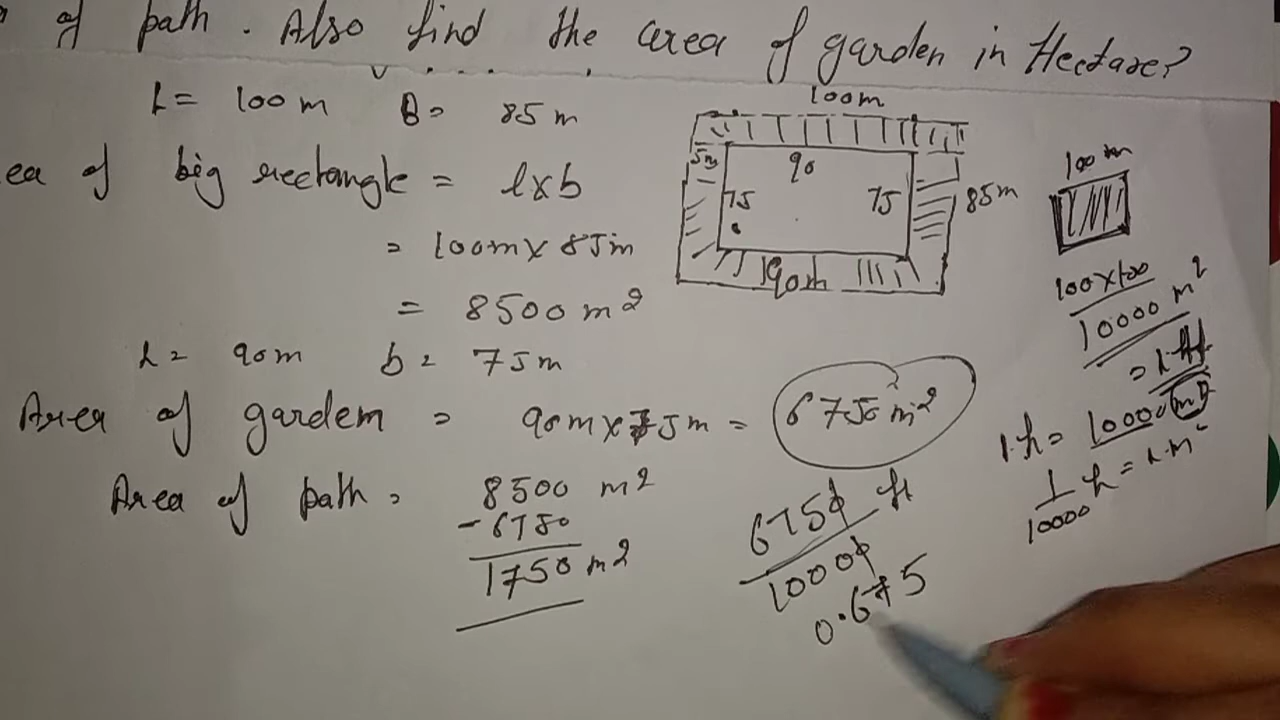 of path. Also find the area of garden in Hectare?
L = 100 m B = 85 m
ea of big rectangle = l x b
= 100m x 85m
= 8500 m²
L = 90m b = 75m
Area of gardem = 90m x 75m = 6750 m²
Area of path = 8500 m²
- 6750
1750 m²
100m
5m
90
75
75
85m
90m
100m
100x100
10000 m²
= 1 H
1 h = 10000 m²
1/10000 h = 1 m²
6750/10000 H
0.675